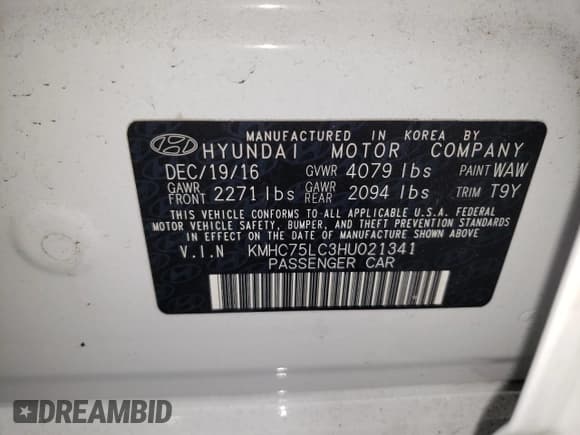 MANUFACTURED IN KOREA BY
HYUNDAI MOTOR COMPANY
DEC/19/16 GVWR 4079 lbs PAINT WAW
GAWR FRONT 2271 lbs GAWR REAR 2094 lbs TRIM T9Y
THIS VEHICLE CONFORMS TO ALL APPLICABLE U.S.A. FEDERAL
MOTOR VEHICLE SAFETY, BUMPER, AND THEFT PREVENTION STANDARDS
IN EFFECT ON THE DATE OF MANUFACTURE SHOWN ABOVE.
V.I.N KMHC75LC3HU021341
PASSENGER CAR
DREAMBID